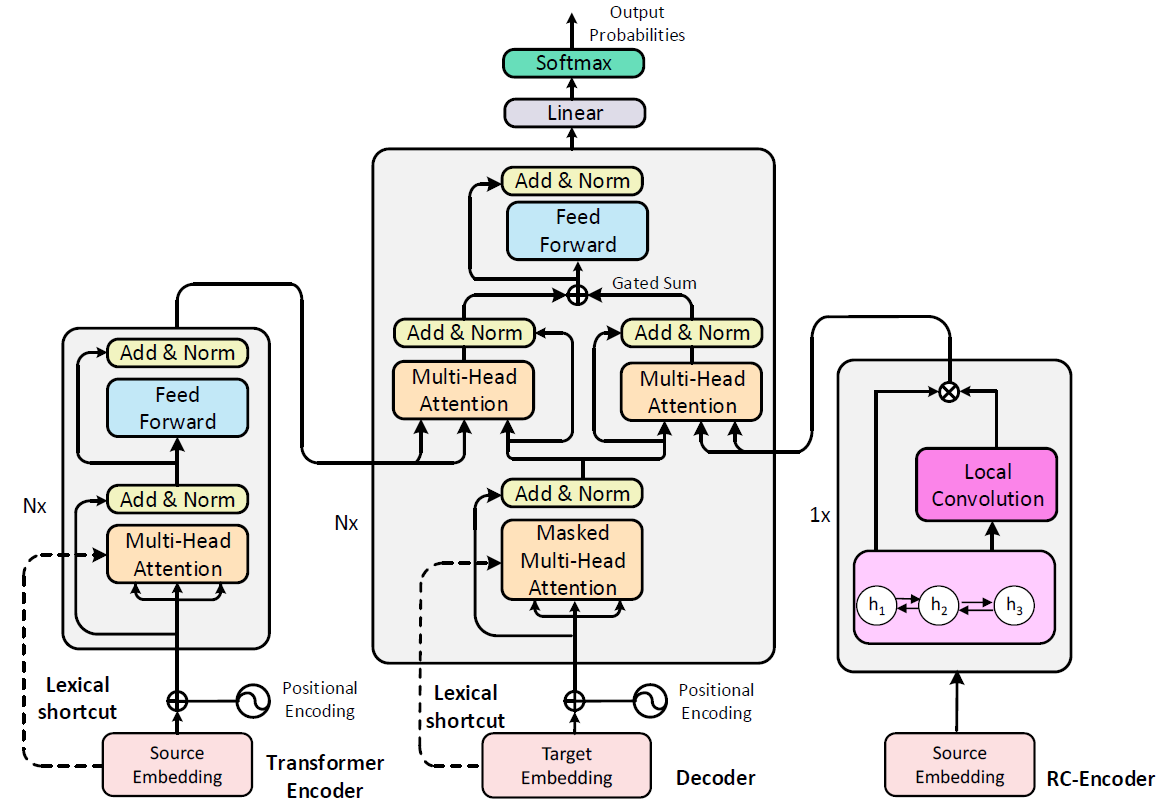 Output
Probabilities
Softmax
Linear
Add & Norm
Feed
Forward
Gated Sum
Add & Norm
Add & Norm
Multi-Head
Attention
Multi-Head
Attention
Add & Norm
Masked
Multi-Head
Attention
Nx
Lexical
shortcut
Positional
Encoding
Target
Embedding
Decoder
Add & Norm
Feed
Forward
Add & Norm
Multi-Head
Attention
Nx
Lexical
shortcut
Positional
Encoding
Source
Embedding
Transformer
Encoder
Local
Convolution
1x
h1
h2
h3
Source
Embedding
RC-Encoder